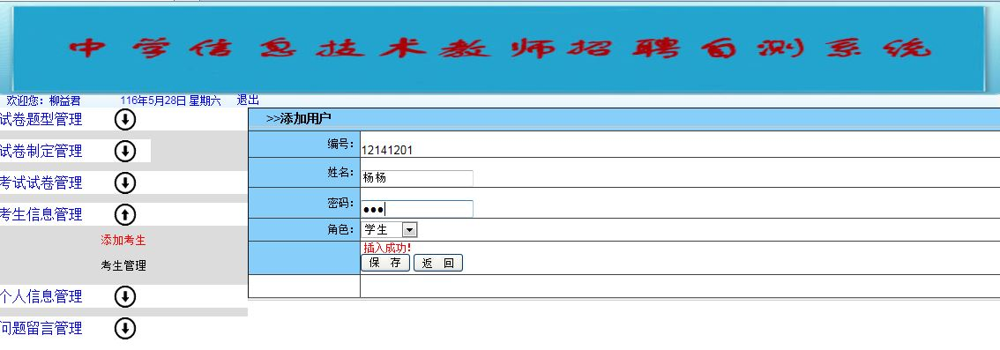 中学信息技术教师招聘自测系统
欢迎您：柳益君 116年5月28日 星期六 退出
试卷题型管理
试卷制定管理
考试试卷管理
考生信息管理
添加考生
考生管理
个人信息管理
问题留言管理
>>添加用户
编号： 12141201
姓名： 杨杨
密码： ●●●
角色： 学生
插入成功!
保 存 返 回